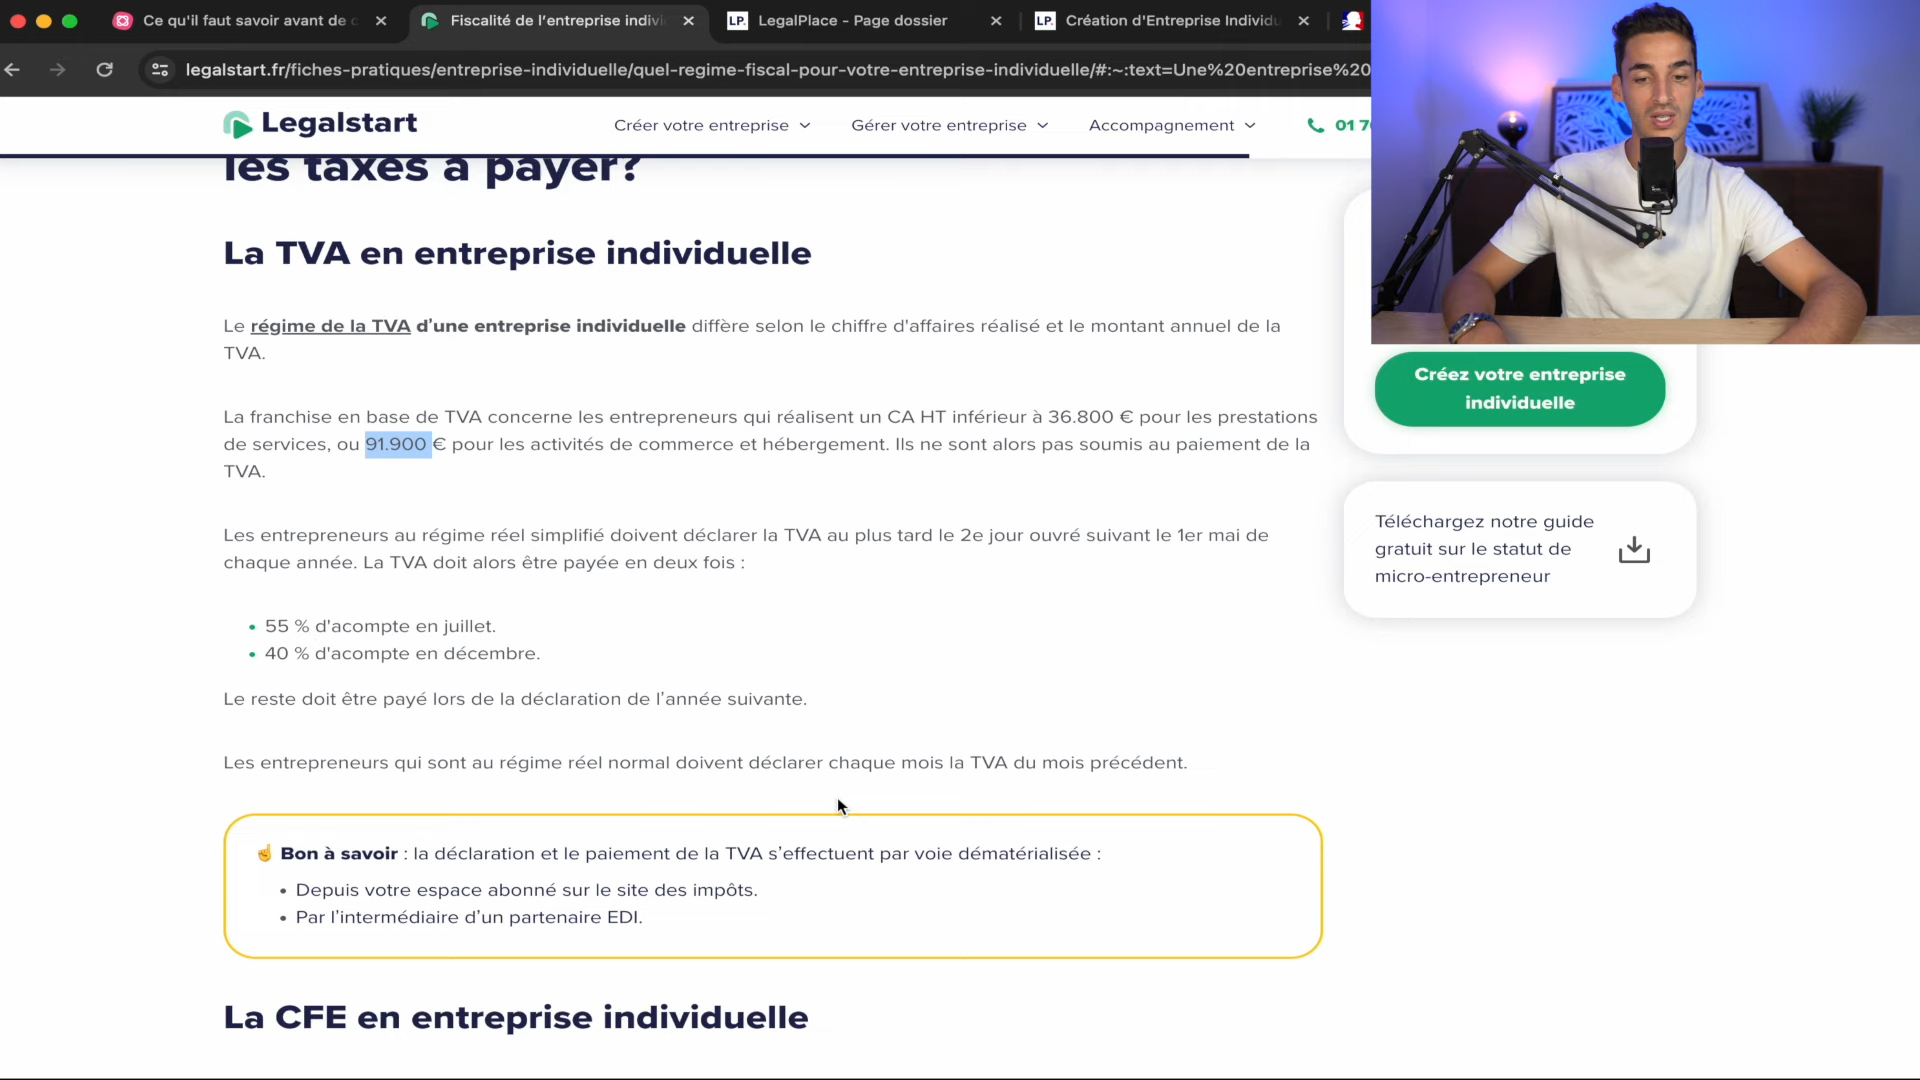 Ce qu'il faut savoir avant de c
Fiscalité de l'entreprise indivi
LP. LegalPlace - Page dossier
LP. Création d'Entreprise Individu
legalstart.fr/fiches-pratiques/entreprise-individuelle/quel-regime-fiscal-pour-votre-entreprise-individuelle/#:~:text=Une%20entreprise%20
Legalstart
Créer votre entreprise
Gérer votre entreprise
Accompagnement
01 7
les taxes à payer?
La TVA en entreprise individuelle
Le régime de la TVA d'une entreprise individuelle diffère selon le chiffre d'affaires réalisé et le montant annuel de la
TVA.
La franchise en base de TVA concerne les entrepreneurs qui réalisent un CA HT inférieur à 36.800 € pour les prestations
de services, ou 91.900 € pour les activités de commerce et hébergement. Ils ne sont alors pas soumis au paiement de la
TVA.
Les entrepreneurs au régime réel simplifié doivent déclarer la TVA au plus tard le 2e jour ouvré suivant le 1er mai de
chaque année. La TVA doit alors être payée en deux fois :
• 55 % d'acompte en juillet.
• 40 % d'acompte en décembre.
Le reste doit être payé lors de la déclaration de l'année suivante.
Les entrepreneurs qui sont au régime réel normal doivent déclarer chaque mois la TVA du mois précédent.
☝️ Bon à savoir : la déclaration et le paiement de la TVA s'effectuent par voie dématérialisée :
• Depuis votre espace abonné sur le site des impôts.
• Par l'intermédiaire d'un partenaire EDI.
La CFE en entreprise individuelle
Créez votre entreprise
individuelle
Téléchargez notre guide
gratuit sur le statut de
micro-entrepreneur